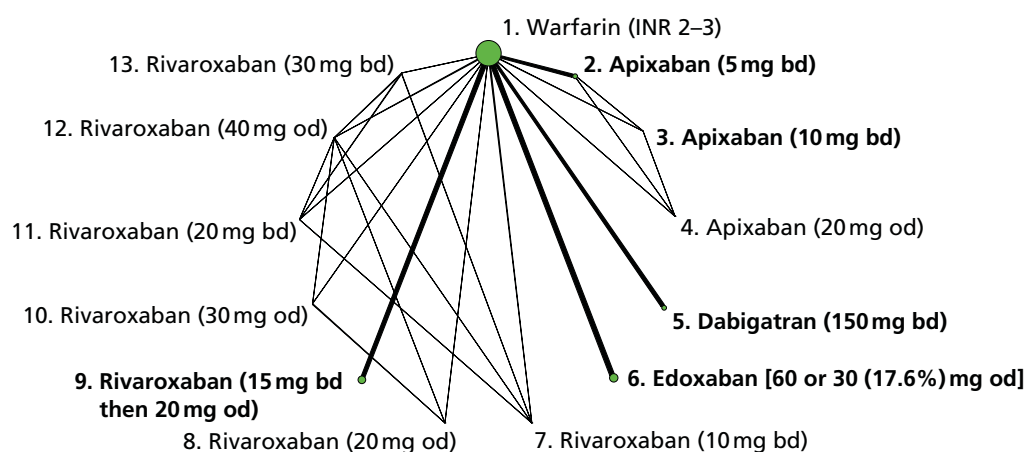 1. Warfarin (INR 2–3)
13. Rivaroxaban (30 mg bd)
2. Apixaban (5 mg bd)
12. Rivaroxaban (40 mg od)
3. Apixaban (10 mg bd)
11. Rivaroxaban (20 mg bd)
4. Apixaban (20 mg od)
10. Rivaroxaban (30 mg od)
5. Dabigatran (150 mg bd)
9. Rivaroxaban (15 mg bd
then 20 mg od)
6. Edoxaban [60 or 30 (17.6%) mg od]
8. Rivaroxaban (20 mg od)
7. Rivaroxaban (10 mg bd)